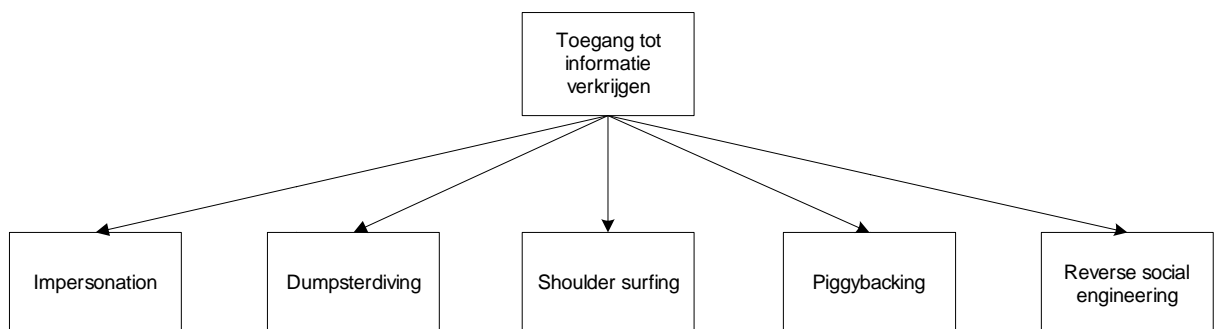 Toegang tot
informatie
verkrijgen
Impersonation
Dumpsterdiving
Shoulder surfing
Piggybacking
Reverse social
engineering